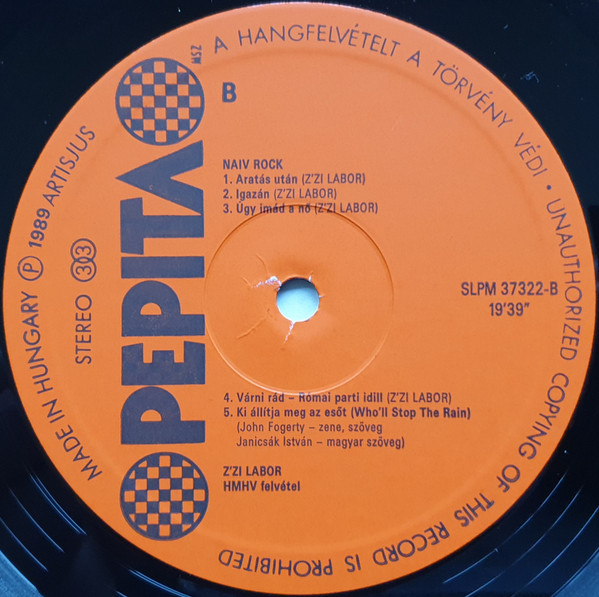 A HANGFELVÉTELT A TÖRVÉNY VÉDI • UNAUTHORIZED COPYING OF THIS RECORD IS PROHIBITED
MADE IN HUNGARY Ⓟ 1989 ARTISJUS
STEREO 33
PEPITA
MSZ
B
NAIV ROCK
1. Aratás után (Z'ZI LABOR)
2. Igazán (Z'ZI LABOR)
3. Úgy imád a nő (Z'ZI LABOR)
SLPM 37322-B
19'39"
4. Várni rád – Római parti idill (Z'ZI LABOR)
5. Ki állítja meg az esőt (Who'll Stop The Rain)
(John Fogerty – zene, szöveg
Janicsák István – magyar szöveg)
Z'ZI LABOR
HMHV felvétel